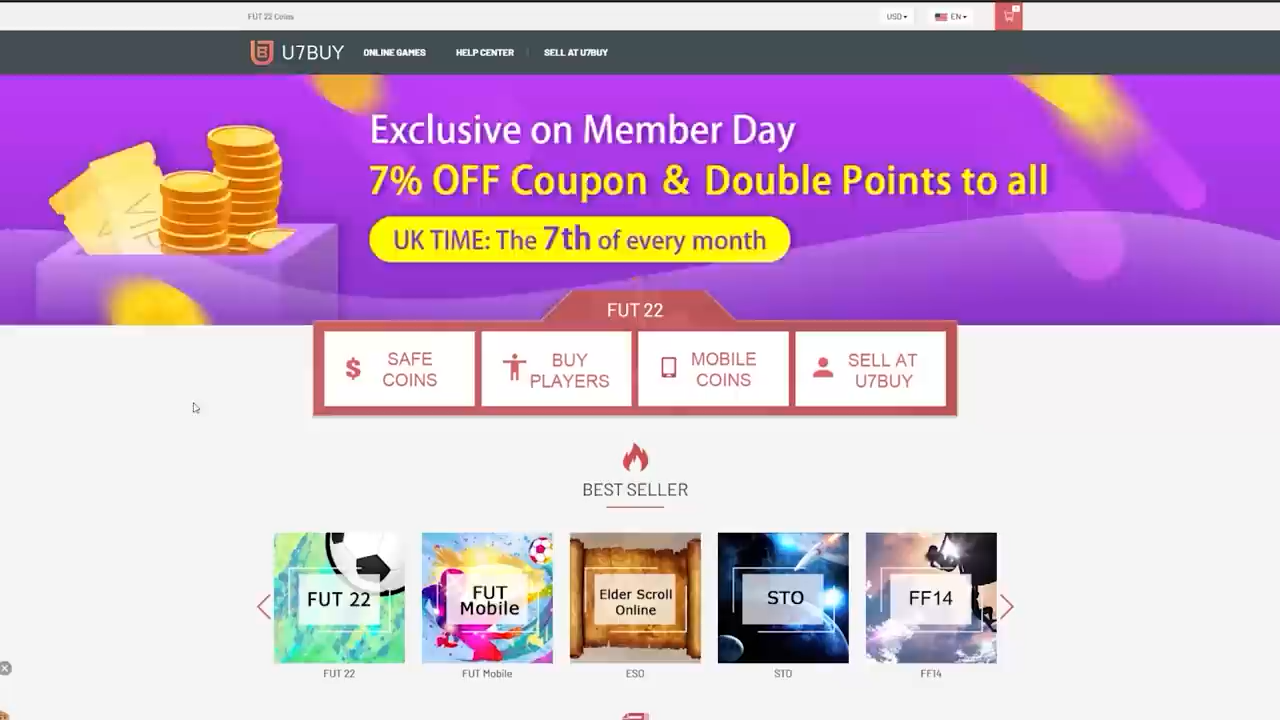 FUT 22 Coins
USD
EN
U7BUY
ONLINE GAMES
HELP CENTER
SELL AT U7BUY
Exclusive on Member Day
7% OFF Coupon & Double Points to all
VIP
UK TIME: The 7th of every month
FUT 22
SAFE
COINS
BUY
PLAYERS
MOBILE
COINS
SELL AT
U7BUY
BEST SELLER
FUT 22
FUT
Mobile
Elder Scroll
Online
STO
FF14
FUT 22
FUT Mobile
ESO
STO
FF14